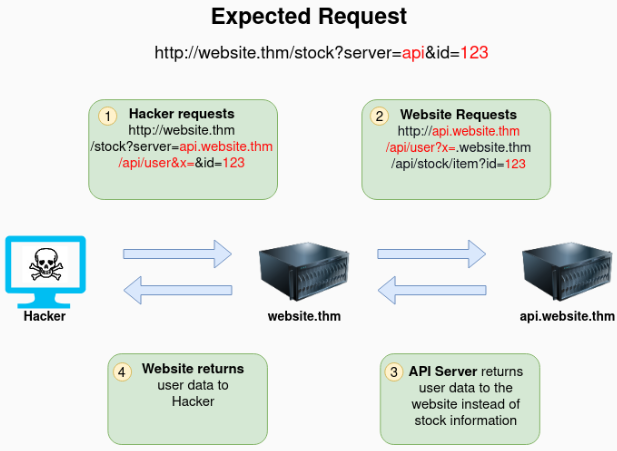 Expected Request
http://website.thm/stock?server=api&id=123
1
Hacker requests
http://website.thm
/stock?server=api.website.thm
/api/user&x=&id=123
2
Website Requests
http://api.website.thm
/api/user?x=.website.thm
/api/stock/item?id=123
Hacker
website.thm
api.website.thm
4
Website returns
user data to
Hacker
3
API Server returns
user data to the
website instead of
stock information